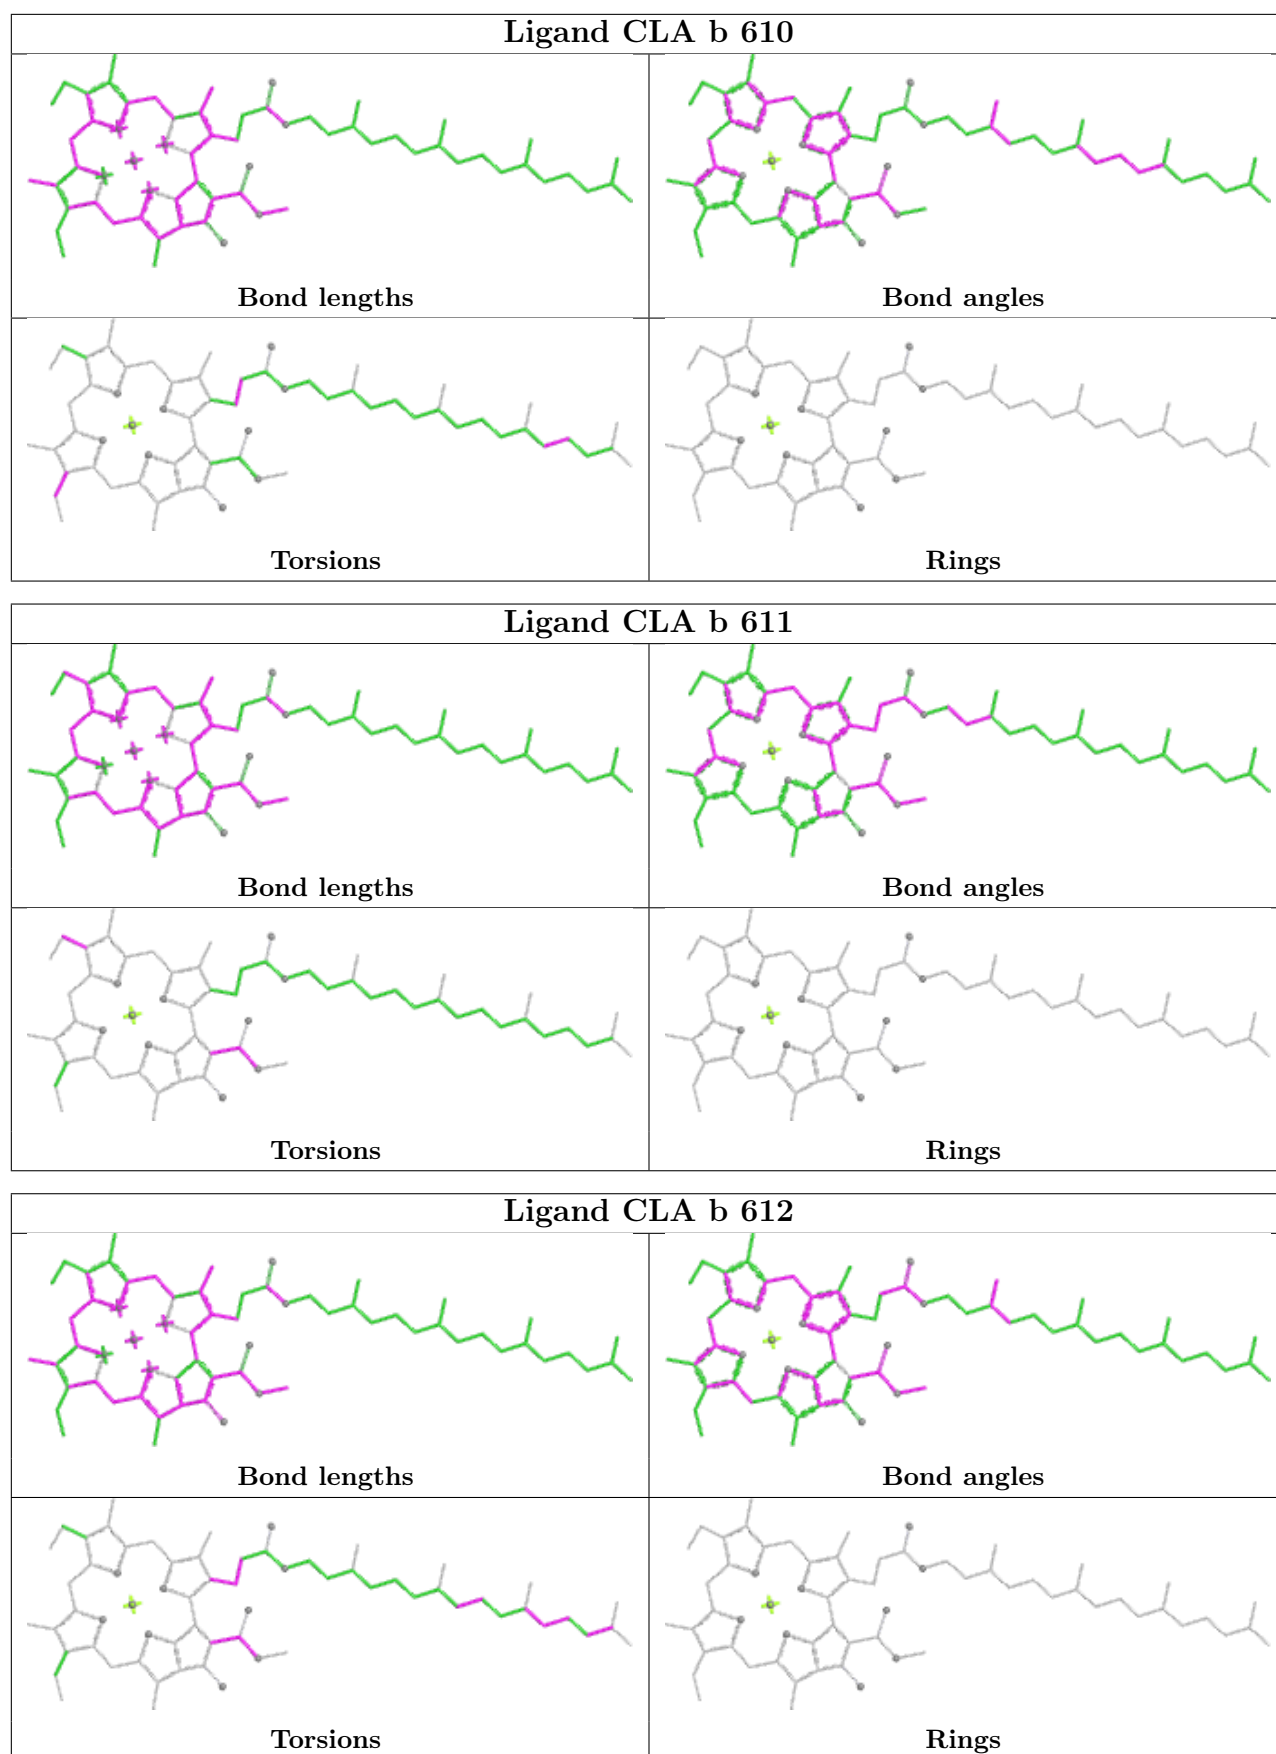 Ligand CLA b 610
Bond lengths
Bond angles
Torsions
Rings
Ligand CLA b 611
Bond lengths
Bond angles
Torsions
Rings
Ligand CLA b 612
Bond lengths
Bond angles
Torsions
Rings